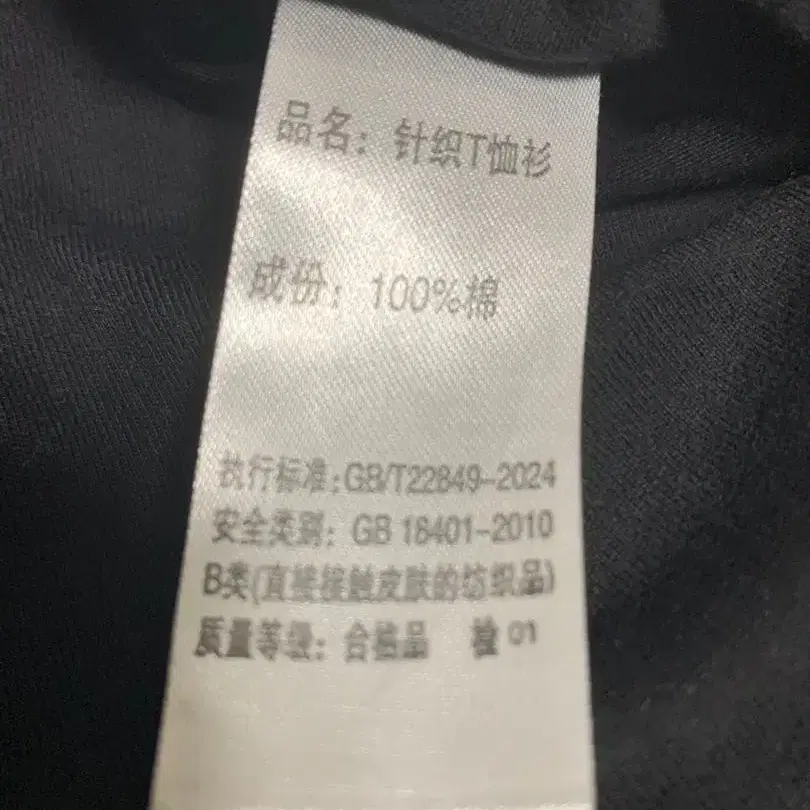 品名：针织T恤衫
成份：100%棉
执行标准:GB/T22849-2024
安全类别：GB 18401-2010
B类(直接接触皮肤的纺织品)
质量等级：合格品 检 01